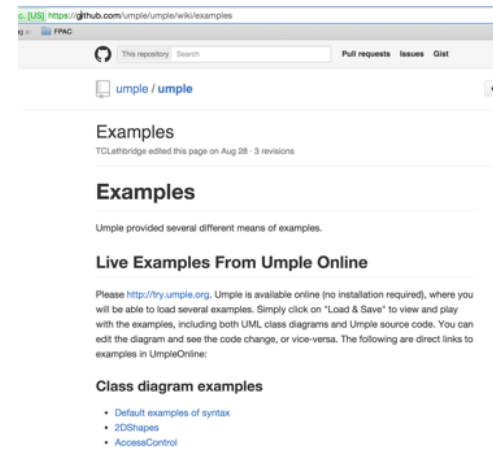 c. [US] https://github.com/umple/umple/wiki/examples
FPAC
This repository Search Pull requests Issues Gist
umple / umple
Examples
TCLethbridge edited this page on Aug 28 · 3 revisions
Examples
Umple provided several different means of examples.
Live Examples From Umple Online
Please http://try.umple.org. Umple is available online (no installation required), where you
will be able to load several examples. Simply click on "Load & Save" to view and play
with the examples, including both UML class diagrams and Umple source code. You can
edit the diagram and see the code change, or vice-versa. The following are direct links to
examples in UmpleOnline:
Class diagram examples
• Default examples of syntax
• 2DShapes
• AccessControl